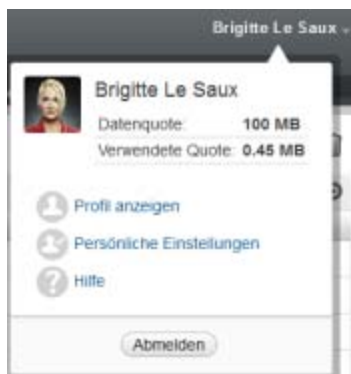 Brigitte Le Saux
Brigitte Le Saux
Datenquote: 100 MB
Verwendete Quote: 0.45 MB
Profil anzeigen
Persönliche Einstellungen
Hilfe
Abmelden